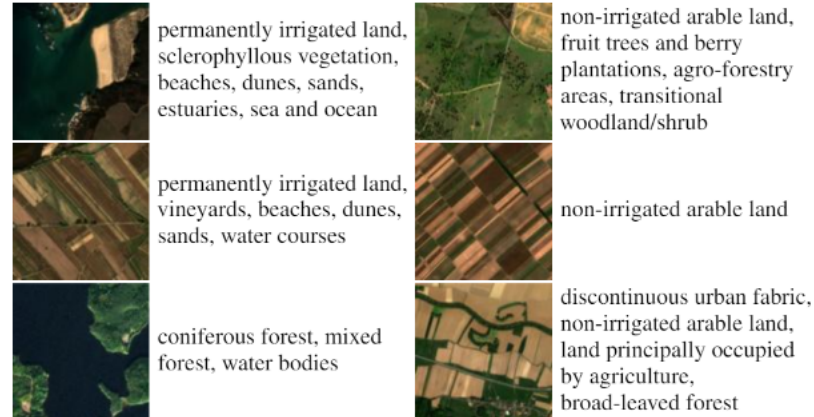 permanently irrigated land,
sclerophyllous vegetation,
beaches, dunes, sands,
estuaries, sea and ocean
non-irrigated arable land,
fruit trees and berry
plantations, agro-forestry
areas, transitional
woodland/shrub
permanently irrigated land,
vineyards, beaches, dunes,
sands, water courses
non-irrigated arable land
coniferous forest, mixed
forest, water bodies
discontinuous urban fabric,
non-irrigated arable land,
land principally occupied
by agriculture,
broad-leaved forest